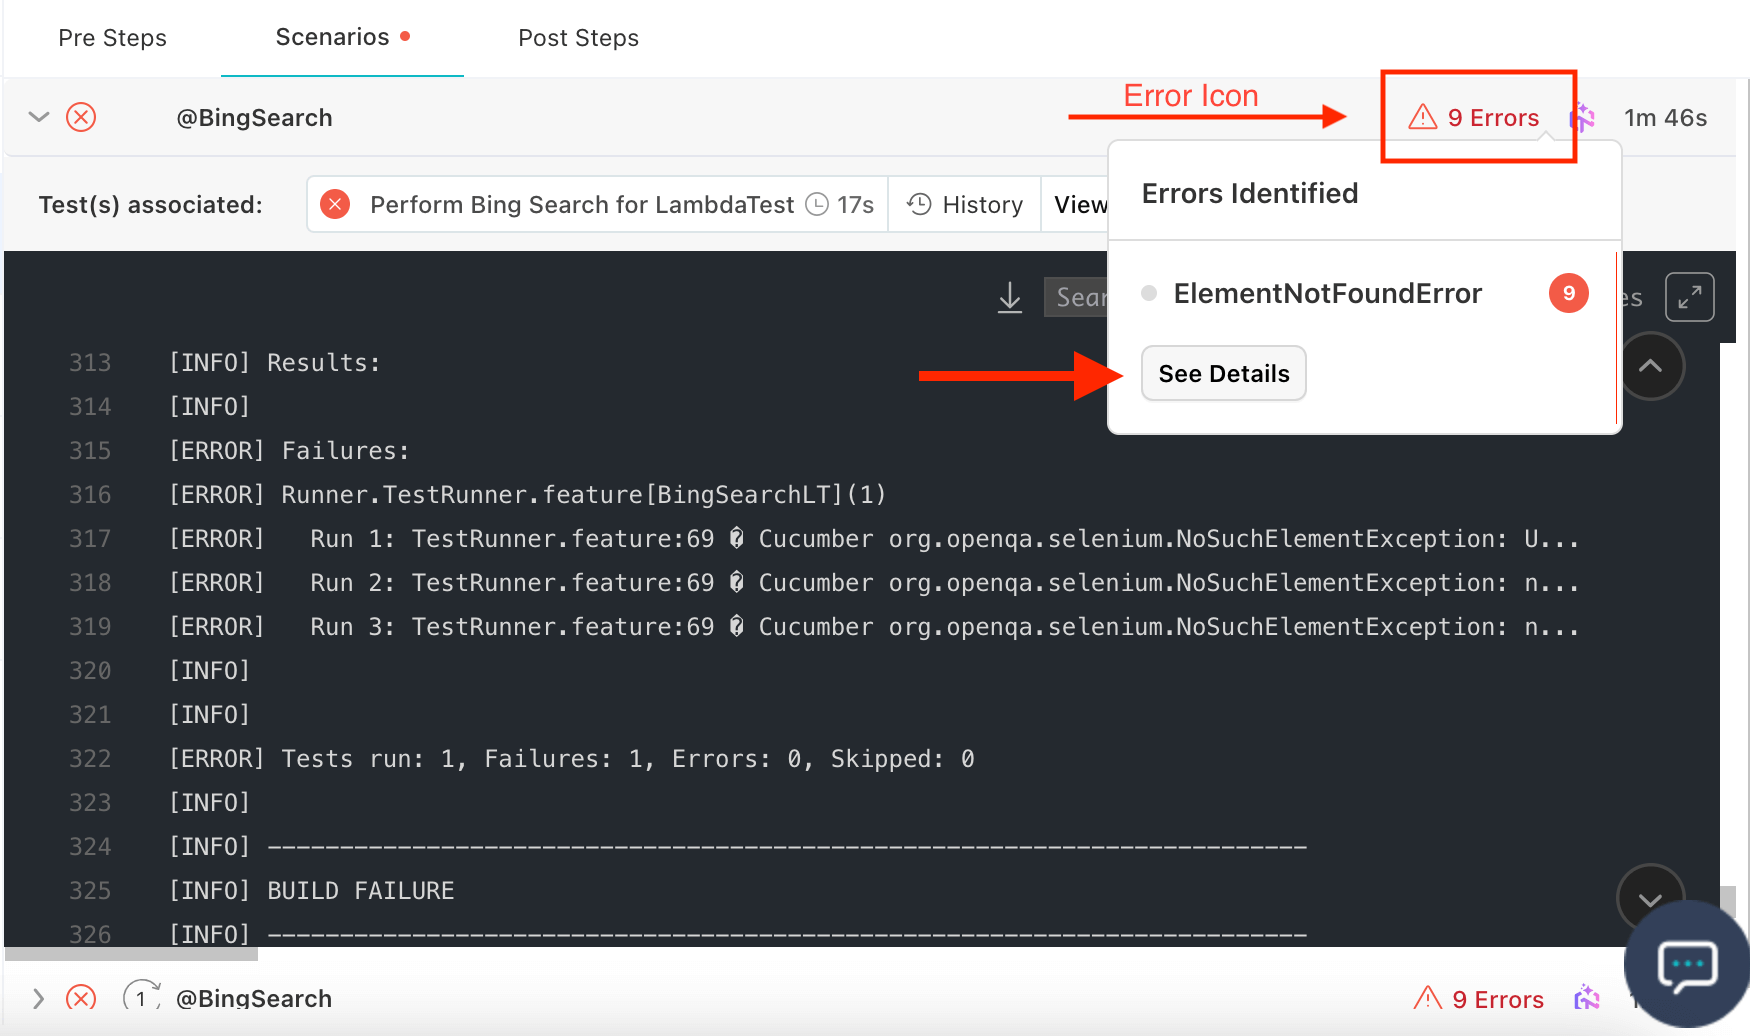 Pre Steps
Scenarios
Post Steps
@BingSearch
Error Icon
9 Errors
1m 46s
Test(s) associated:
Perform Bing Search for LambdaTest
17s
History
View
Errors Identified
ElementNotFoundError
9
See Details
313 [INFO] Results:
314 [INFO]
315 [ERROR] Failures:
316 [ERROR] Runner.TestRunner.feature[BingSearchLT](1)
317 [ERROR]   Run 1: TestRunner.feature:69 � Cucumber org.openqa.selenium.NoSuchElementException: U...
318 [ERROR]   Run 2: TestRunner.feature:69 � Cucumber org.openqa.selenium.NoSuchElementException: n...
319 [ERROR]   Run 3: TestRunner.feature:69 � Cucumber org.openqa.selenium.NoSuchElementException: n...
320 [INFO]
321 [INFO]
322 [ERROR] Tests run: 1, Failures: 1, Errors: 0, Skipped: 0
323 [INFO]
324 [INFO] ------------------------------------------------------------------------
325 [INFO] BUILD FAILURE
326 [INFO] ------------------------------------------------------------------------
1 @BingSearch
9 Errors